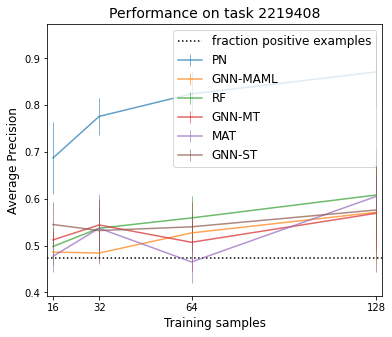 Performance on task 2219408
fraction positive examples
PN
GNN-MAML
RF
GNN-MT
MAT
GNN-ST
Average Precision
0.9
0.8
0.7
0.6
0.5
0.4
16 32 64 128
Training samples